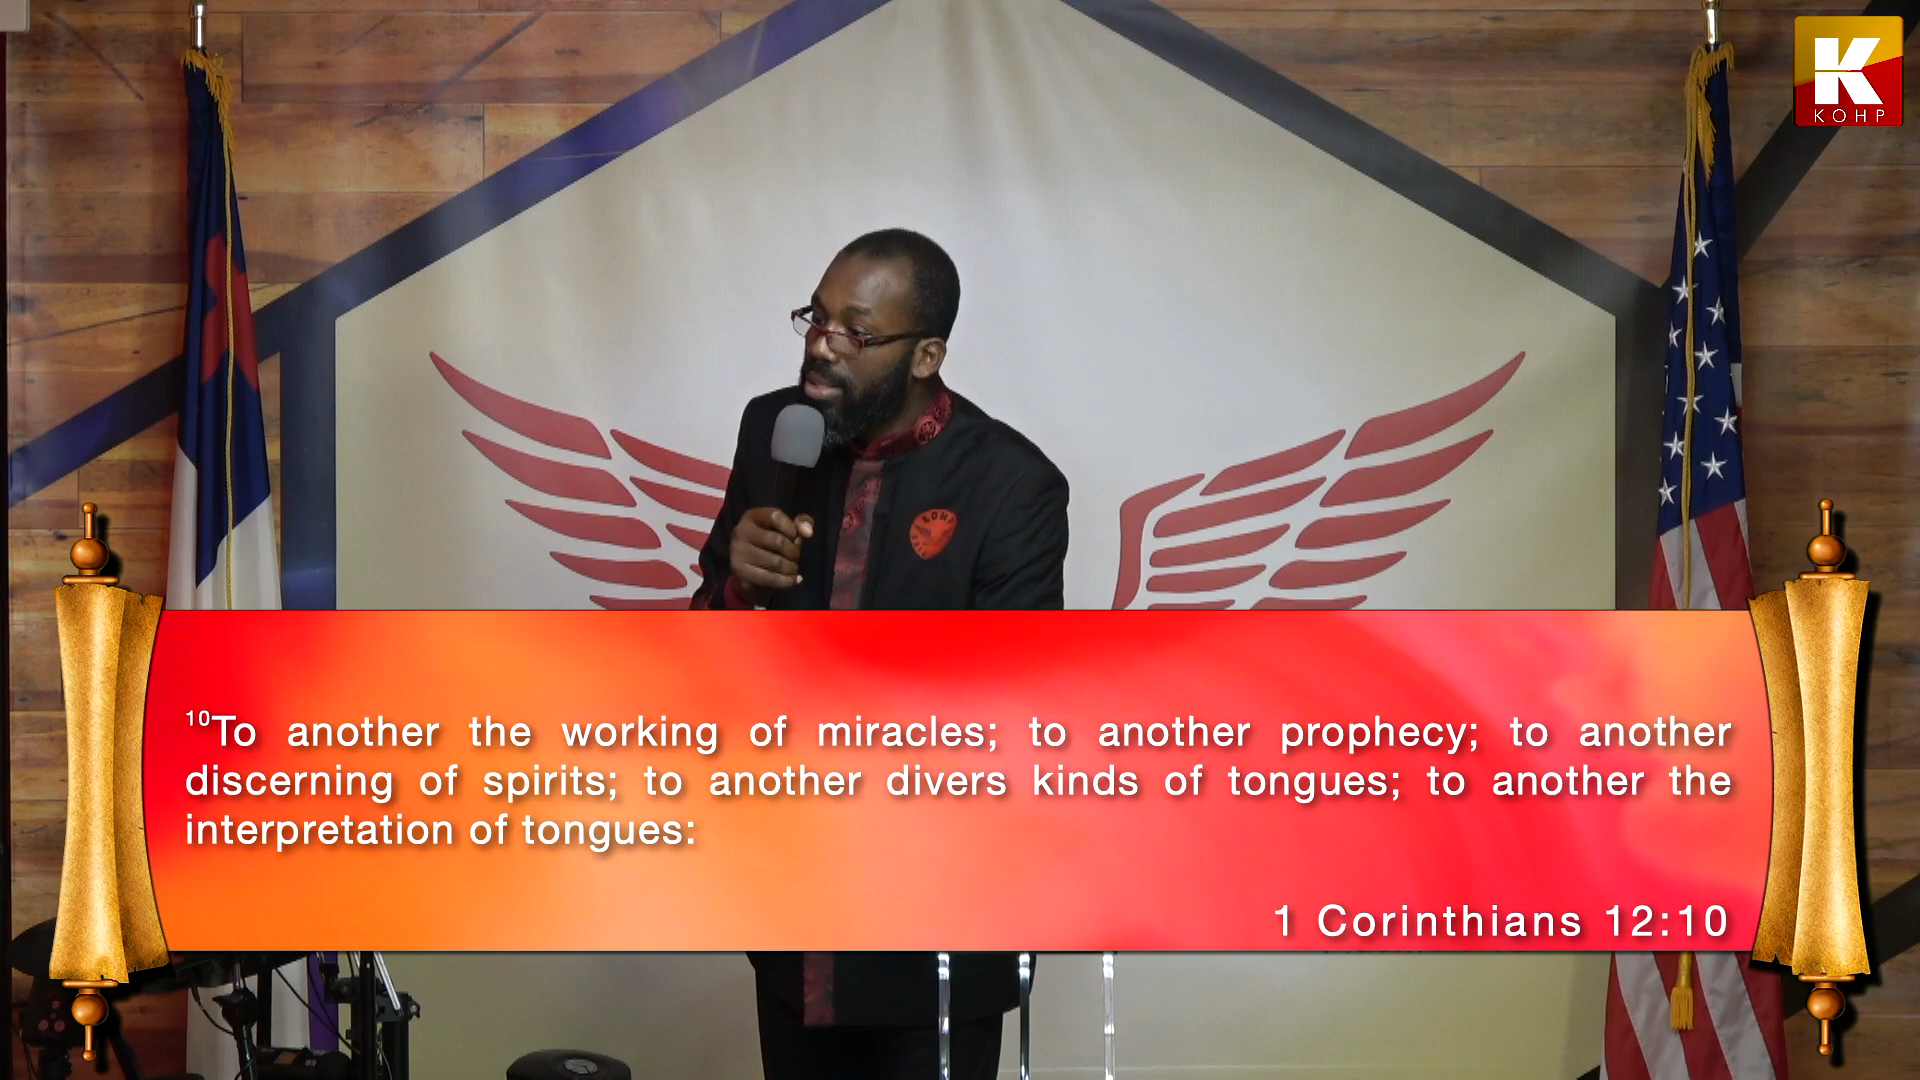 K
KOHP
KOHP
¹⁰To another the working of miracles; to another prophecy; to another
discerning of spirits; to another divers kinds of tongues; to another the
interpretation of tongues:
1 Corinthians 12:10